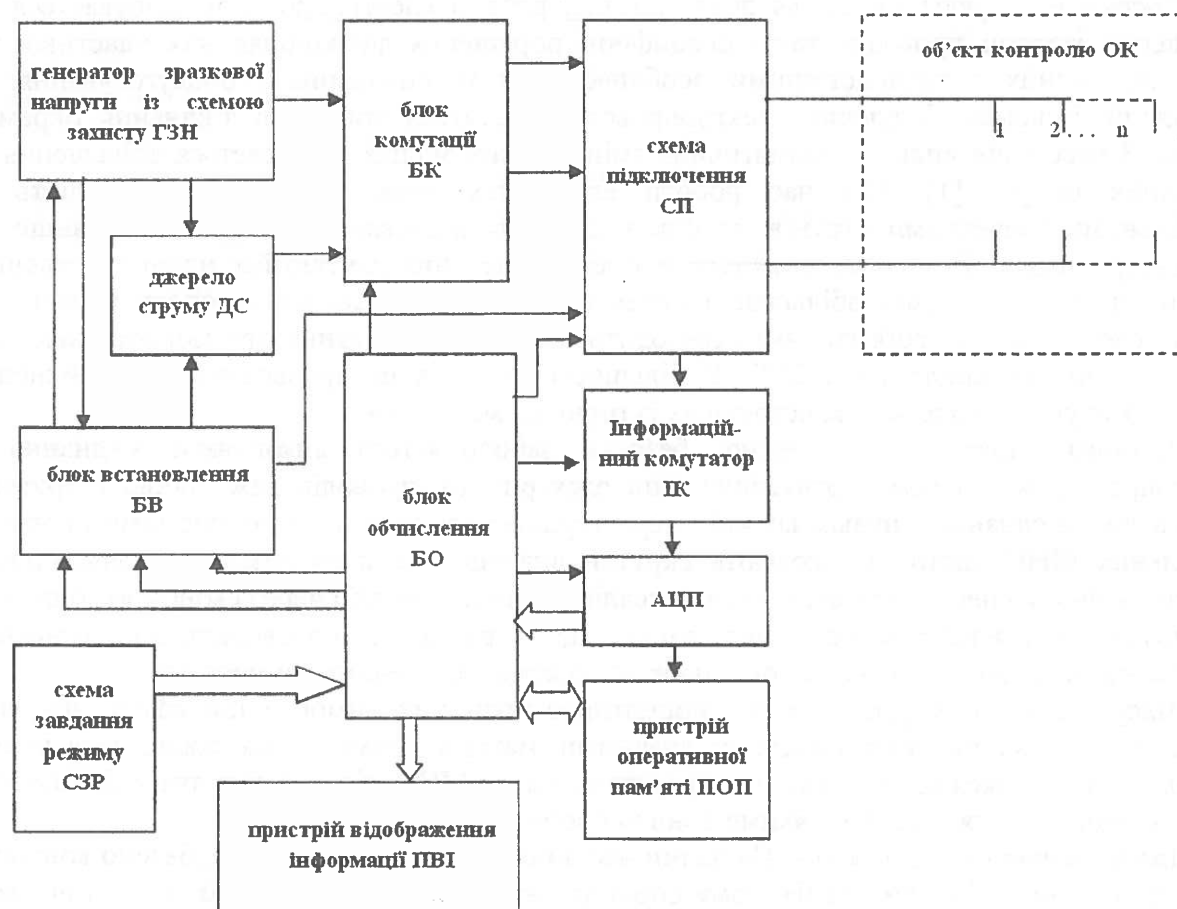 генератор зразкової
напруги із схемою
захисту ГЗН
блок
комутації
БК
схема
підключення
СП
об’єкт контролю ОК
1 2 ... n
джерело
струму ДС
блок встановлення
БВ
блок
обчислення
БО
Інформацій-
ний комутатор
ІК
АЦП
схема
завдання
режиму
СЗР
пристрій
оперативної
пам’яті ПОП
пристрій відображення
інформації ПВІ